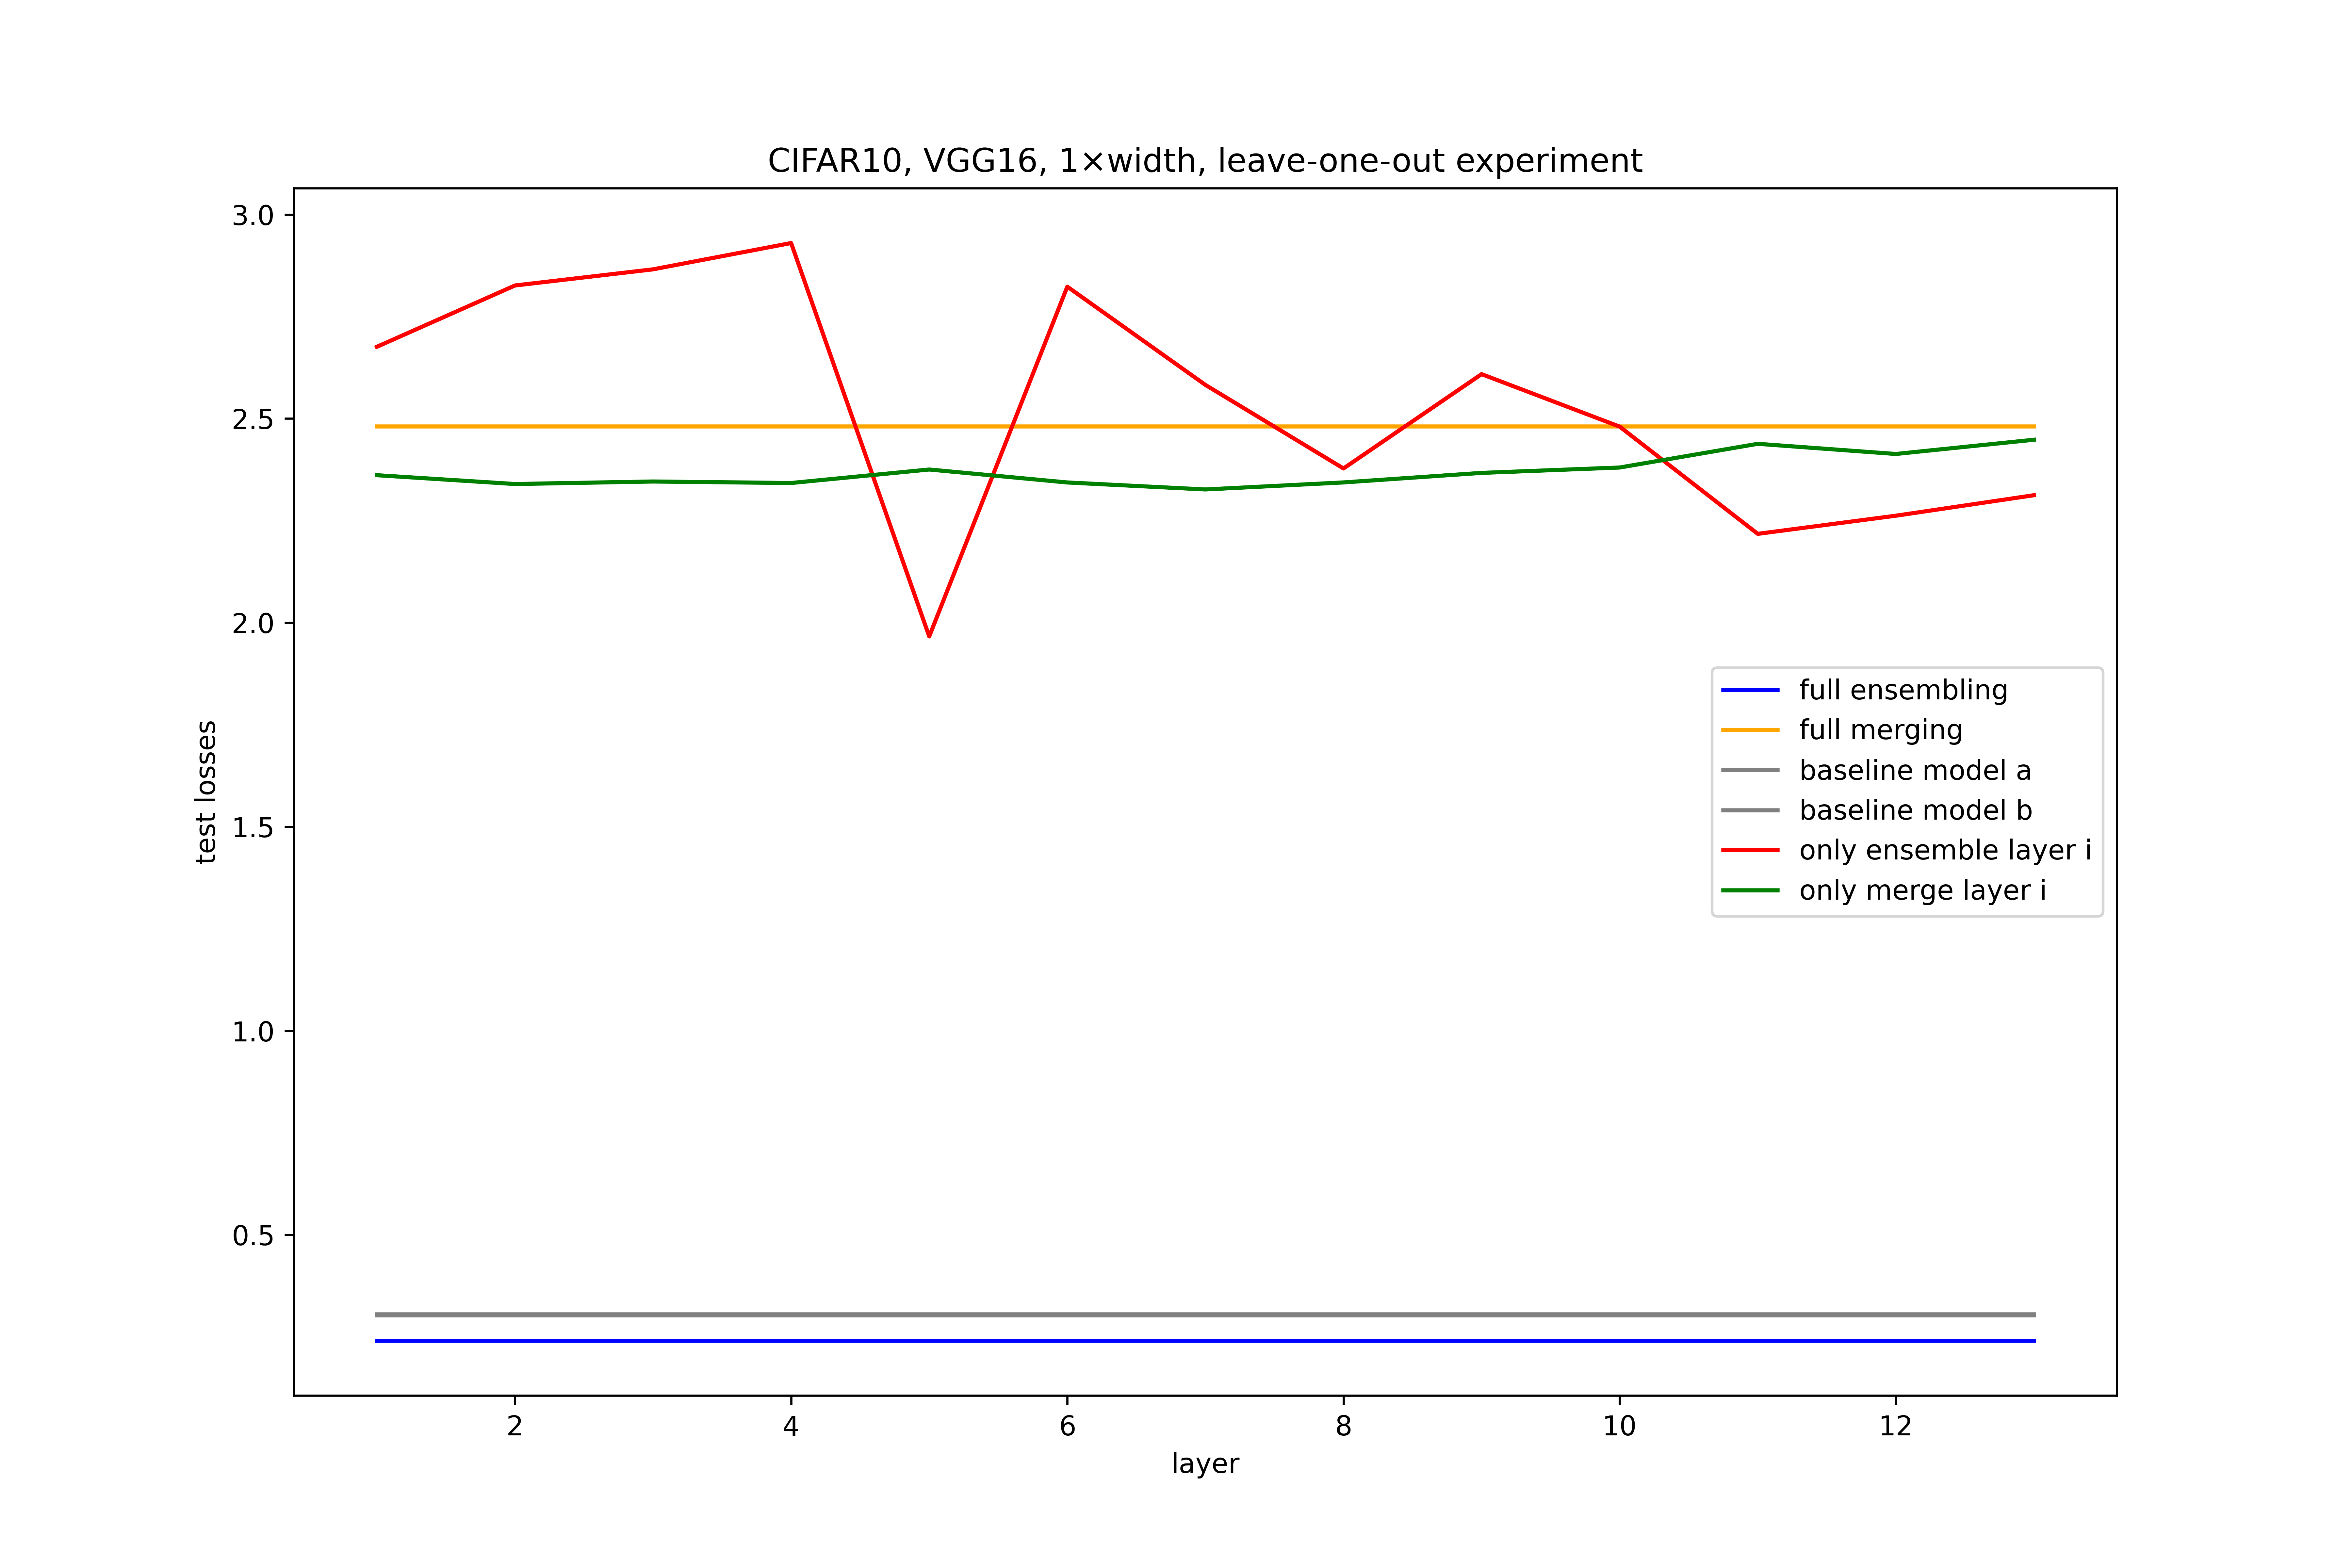 CIFAR10, VGG16, 1×width, leave-one-out experiment
3.0
2.5
2.0
1.5
1.0
0.5
test losses
full ensembling
full merging
baseline model a
baseline model b
only ensemble layer i
only merge layer i
2 4 6 8 10 12
layer